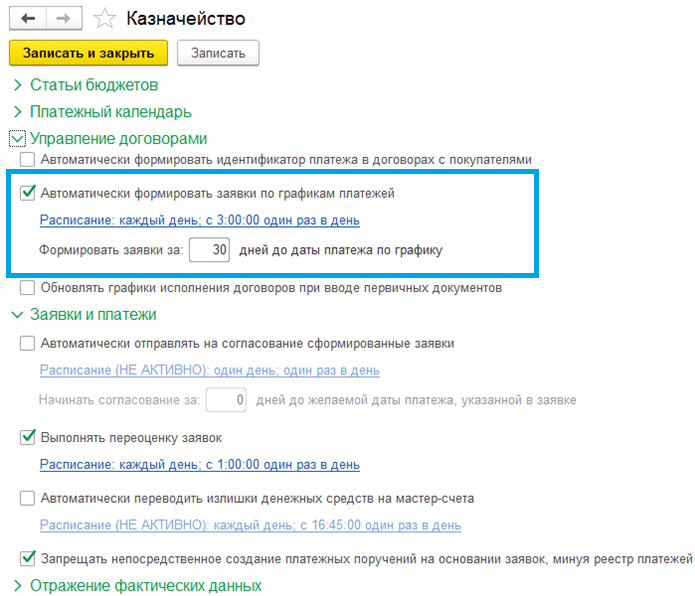 Казначейство
Записать и закрыть Записать
Статьи бюджетов
Платежный календарь
Управление договорами
Автоматически формировать идентификатор платежа в договорах с покупателями
Автоматически формировать заявки по графикам платежей
Расписание: каждый день; с 3:00:00 один раз в день
Формировать заявки за: 30 дней до даты платежа по графику
Обновлять графики исполнения договоров при вводе первичных документов
Заявки и платежи
Автоматически отправлять на согласование сформированные заявки
Расписание (НЕ АКТИВНО): один день; один раз в день
Начинать согласование за: 0 дней до желаемой даты платежа, указанной в заявке
Выполнять переоценку заявок
Расписание: каждый день; с 1:00:00 один раз в день
Автоматически переводить излишки денежных средств на мастер-счета
Расписание (НЕ АКТИВНО): каждый день; с 16:45:00 один раз в день
Запрещать непосредственное создание платежных поручений на основании заявок, минуя реестр платежей
Отражение фактических данных